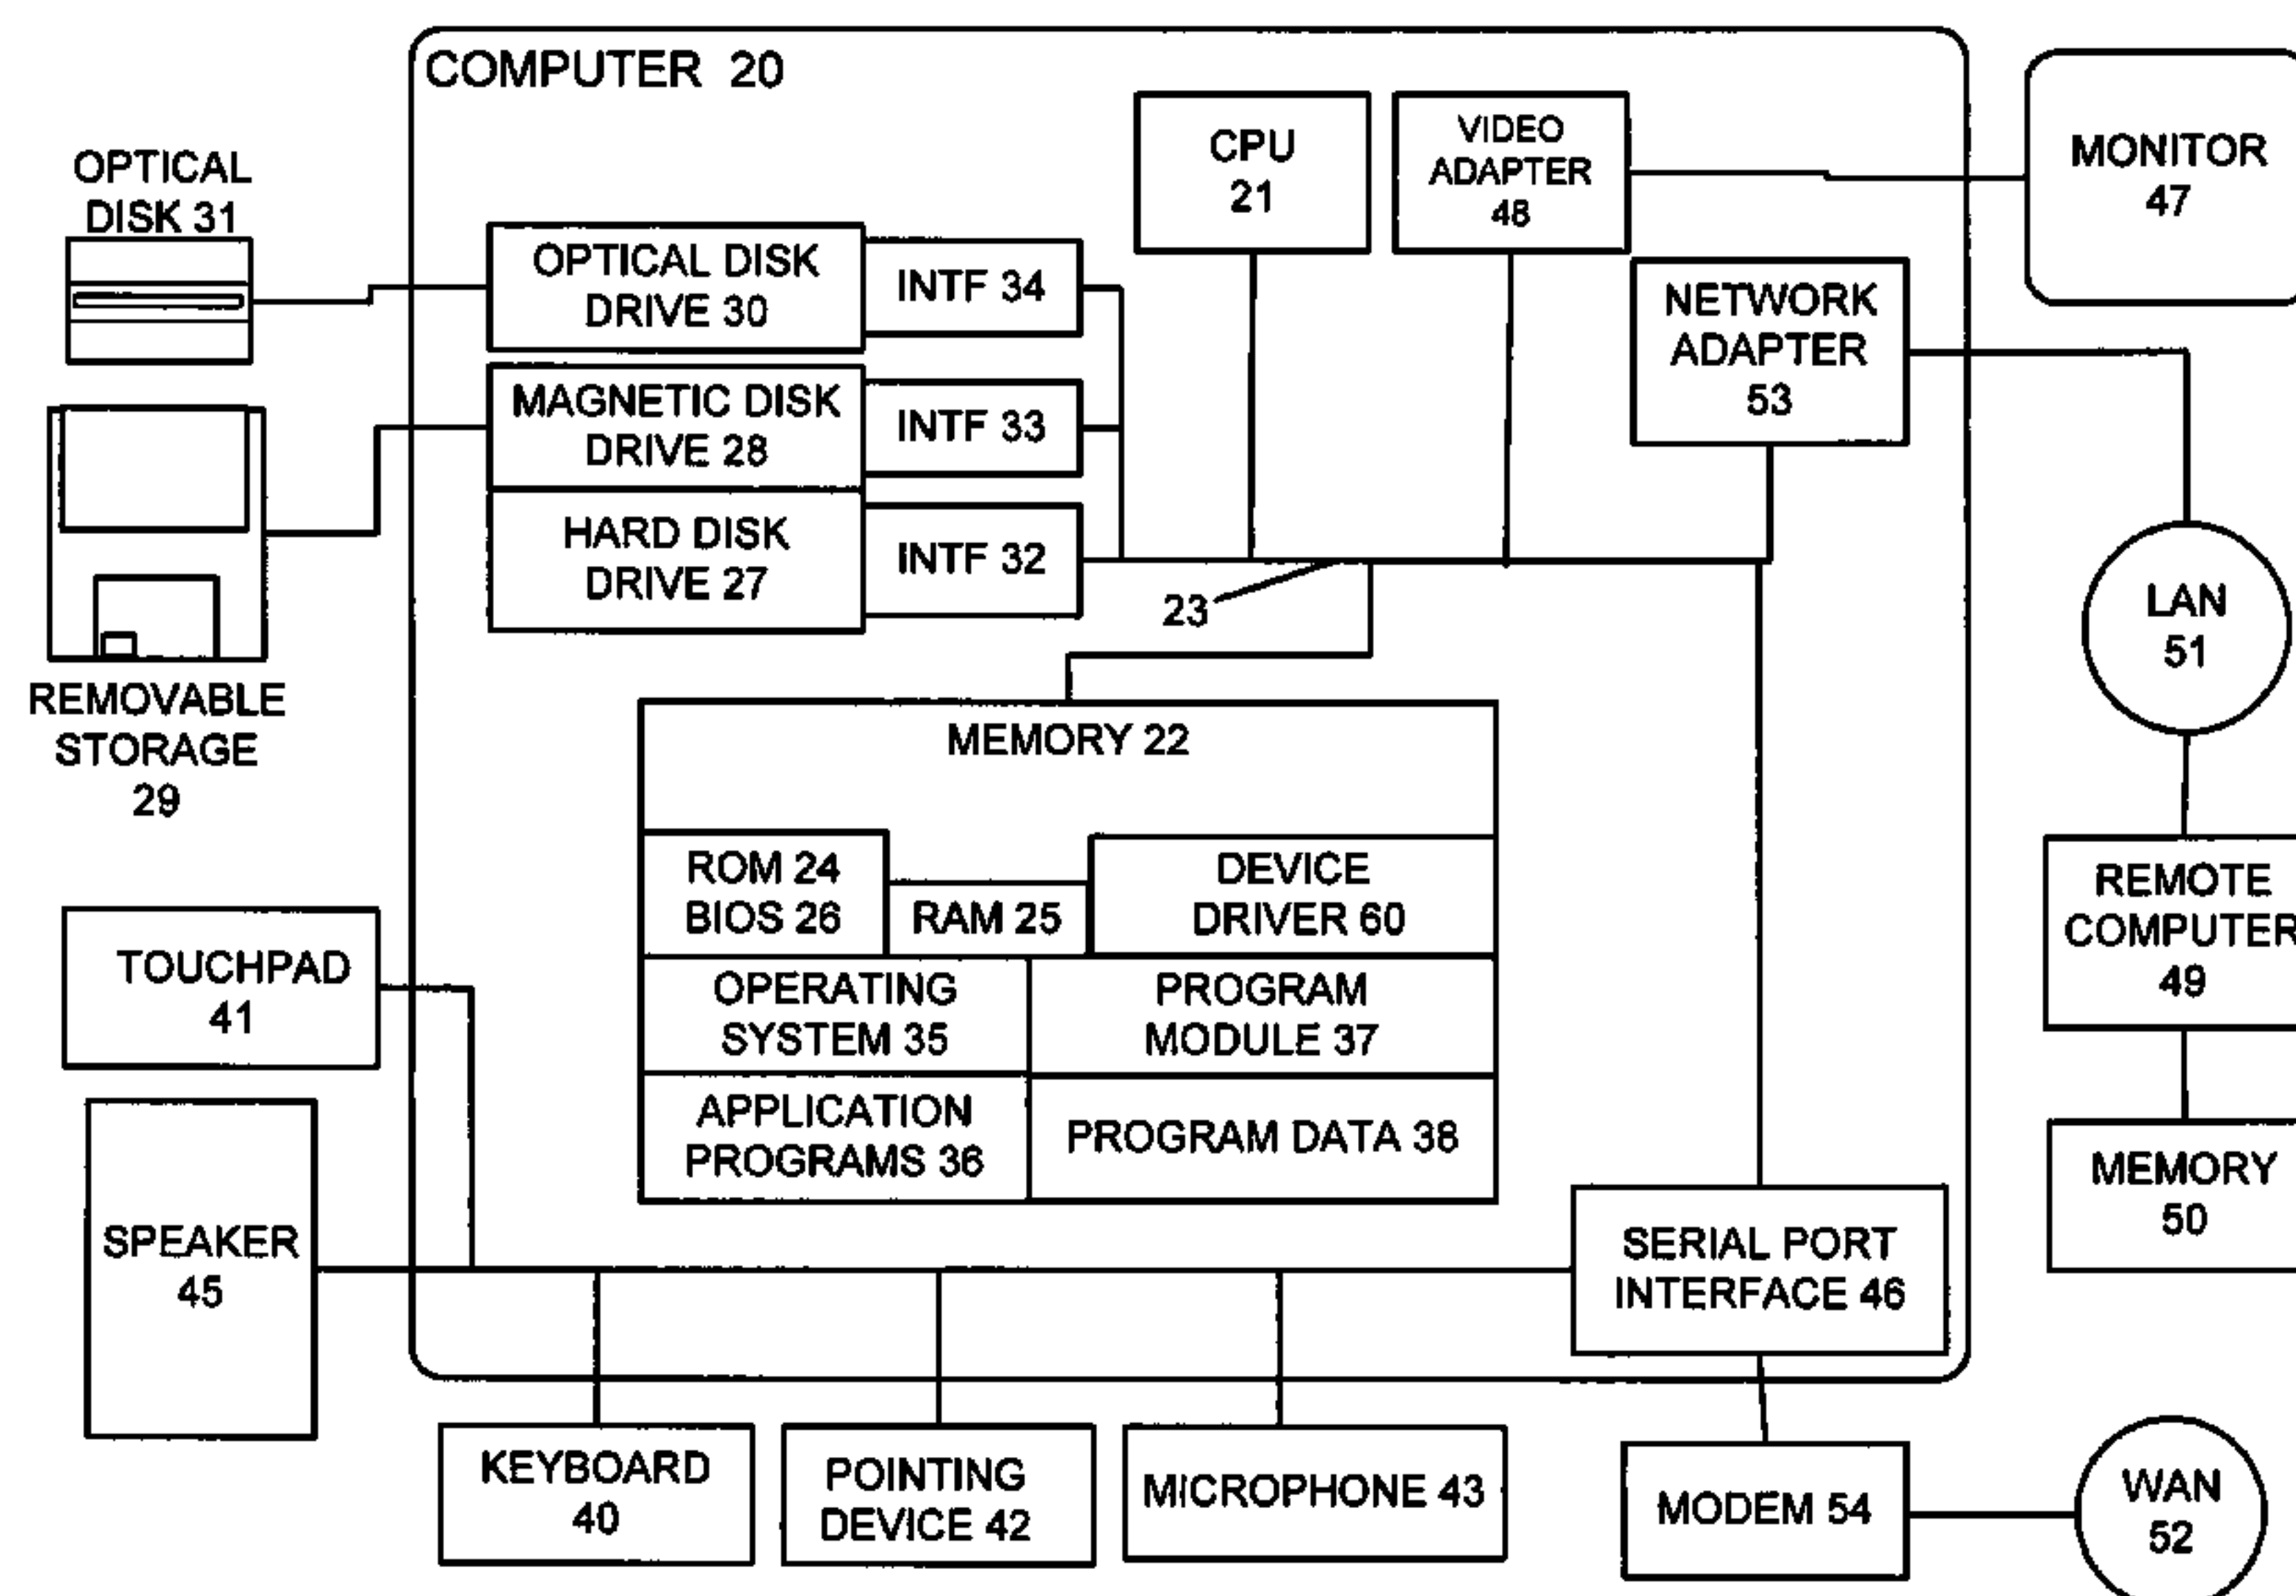 COMPUTER 20
OPTICAL
DISK 31
OPTICAL DISK
DRIVE 30
INTF 34
MAGNETIC DISK
DRIVE 28
INTF 33
HARD DISK
DRIVE 27
INTF 32
REMOVABLE
STORAGE
29
CPU
21
VIDEO
ADAPTER
48
MONITOR
47
NETWORK
ADAPTER
53
23
LAN
51
MEMORY 22
ROM 24
BIOS 26
RAM 25
DEVICE
DRIVER 60
OPERATING
SYSTEM 35
PROGRAM
MODULE 37
APPLICATION
PROGRAMS 36
PROGRAM DATA 38
REMOTE
COMPUTER
49
MEMORY
50
TOUCHPAD
41
SPEAKER
45
SERIAL PORT
INTERFACE 46
KEYBOARD
40
POINTING
DEVICE 42
MICROPHONE 43
MODEM 54
WAN
52